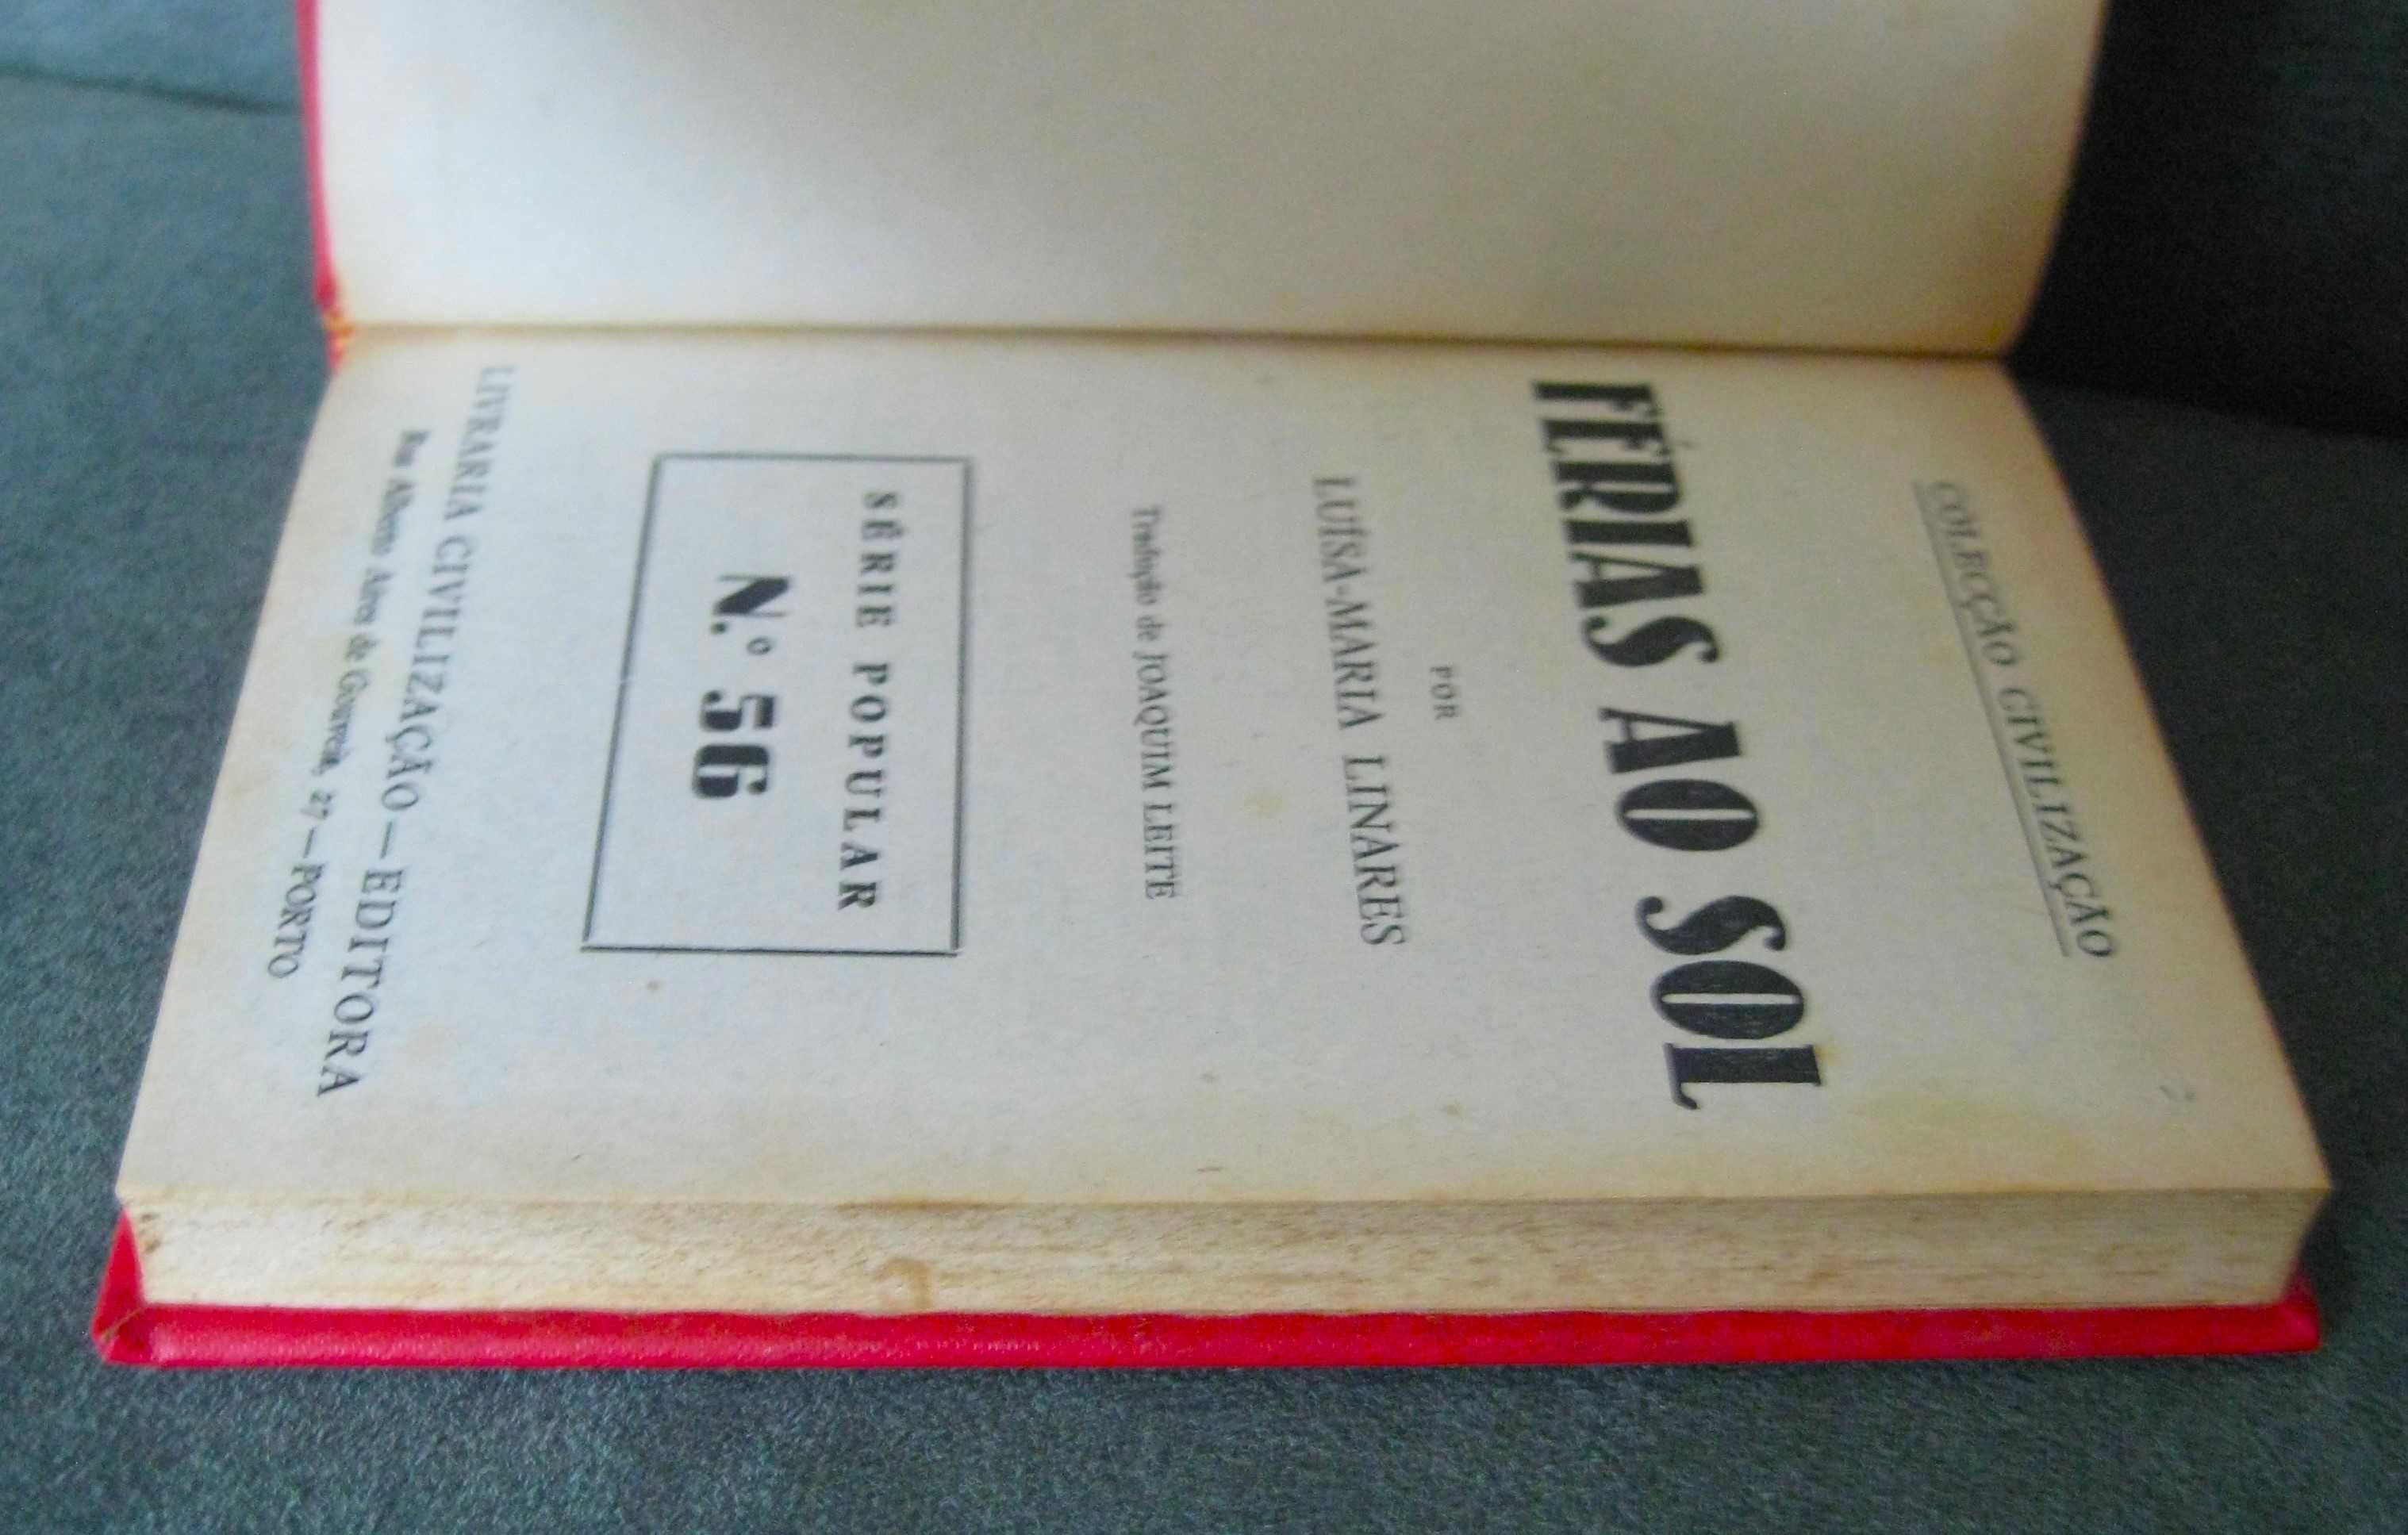 COLECÇÃO CIVILIZAÇÃO
FÉRIAS AO SOL
POR
LUÍSA-MARIA LINARES
Tradução de JOAQUIM LEITE
SÉRIE POPULAR
N.º 56
LIVRARIA CIVILIZAÇÃO — EDITORA
Rua Alberto Aires de Gouveia, 27 — PORTO